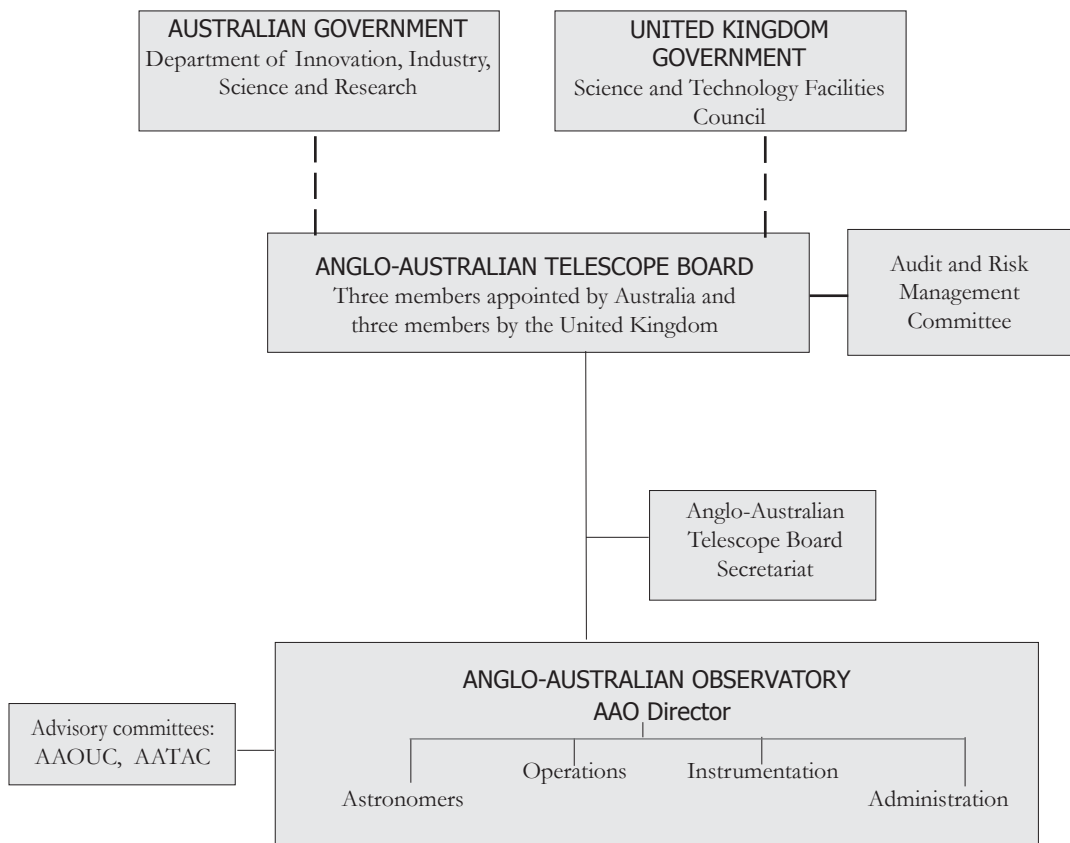 AUSTRALIAN GOVERNMENT
Department of Innovation, Industry,
Science and Research
UNITED KINGDOM
GOVERNMENT
Science and Technology Facilities
Council
ANGLO-AUSTRALIAN TELESCOPE BOARD
Three members appointed by Australia and
three members by the United Kingdom
Audit and Risk
Management
Committee
Anglo-Australian
Telescope Board
Secretariat
ANGLO-AUSTRALIAN OBSERVATORY
AAO Director
Advisory committees:
AAOUC, AATAC
Astronomers
Operations
Instrumentation
Administration